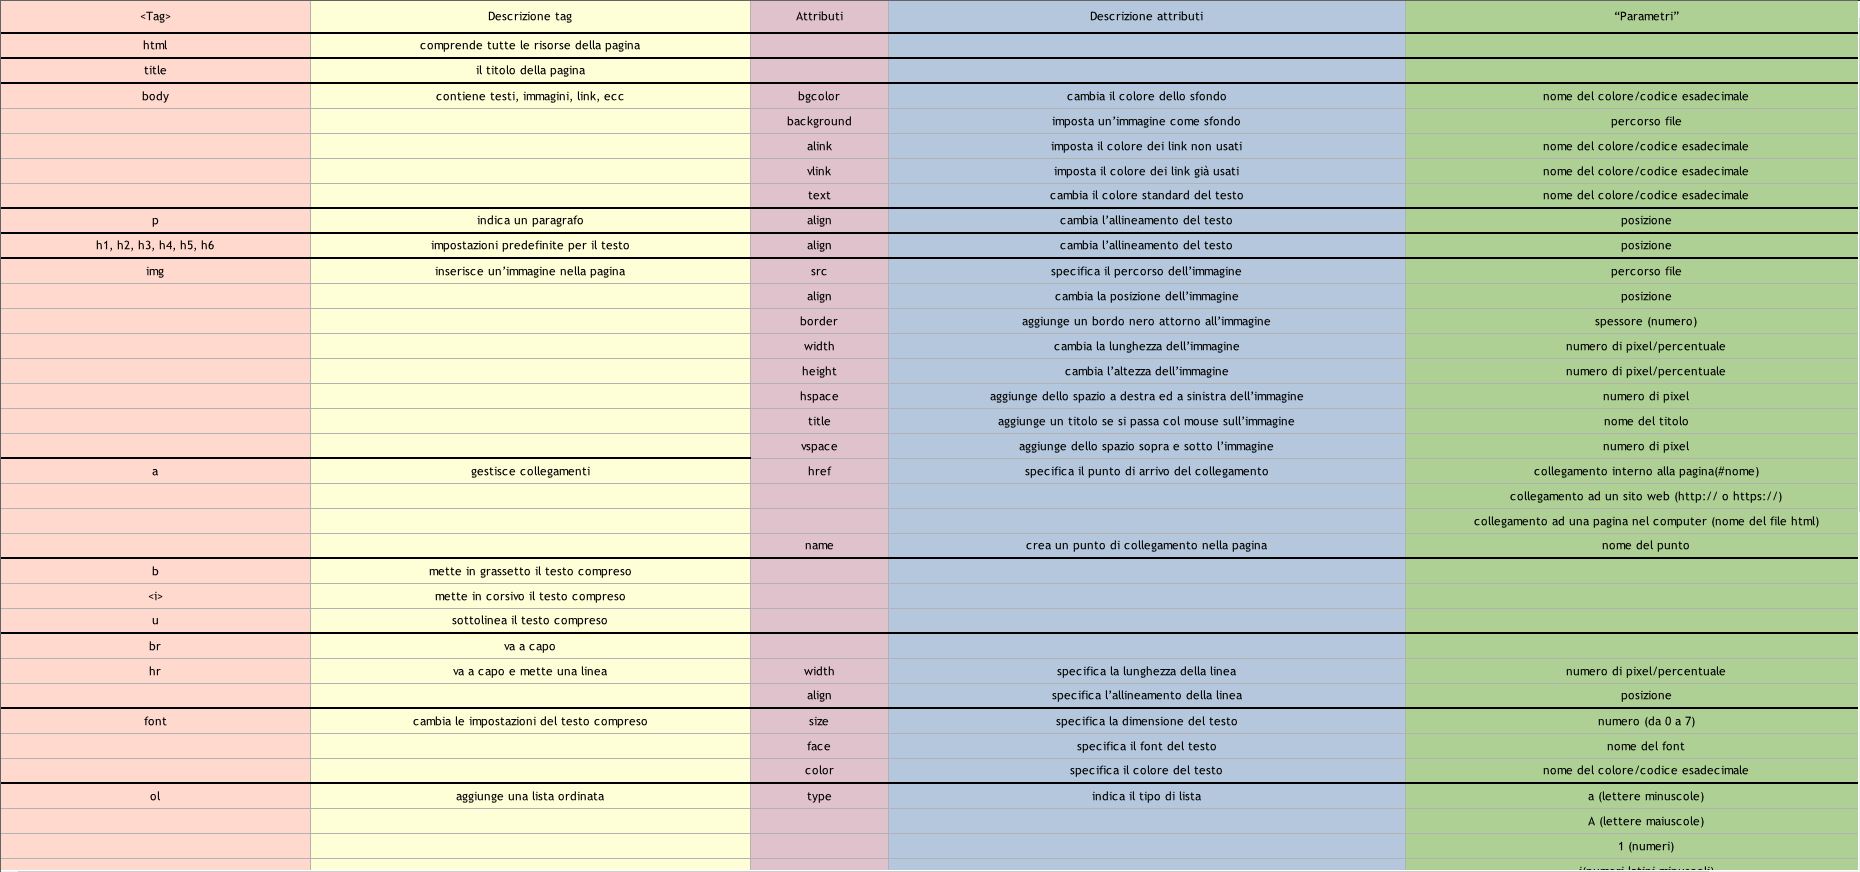 <Tag> Descrizione tag Attributi Descrizione attributi “Parametri”
html comprende tutte le risorse della pagina
title il titolo della pagina
body contiene testi, immagini, link, ecc bgcolor cambia il colore dello sfondo nome del colore/codice esadecimale
background imposta un’immagine come sfondo percorso file
alink imposta il colore dei link non usati nome del colore/codice esadecimale
vlink imposta il colore dei link già usati nome del colore/codice esadecimale
text cambia il colore standard del testo nome del colore/codice esadecimale
p indica un paragrafo align cambia l’allineamento del testo posizione
h1, h2, h3, h4, h5, h6 impostazioni predefinite per il testo align cambia l’allineamento del testo posizione
img inserisce un’immagine nella pagina src specifica il percorso dell’immagine percorso file
align cambia la posizione dell’immagine posizione
border aggiunge un bordo nero attorno all’immagine spessore (numero)
width cambia la lunghezza dell’immagine numero di pixel/percentuale
height cambia l’altezza dell’immagine numero di pixel/percentuale
hspace aggiunge dello spazio a destra ed a sinistra dell’immagine numero di pixel
title aggiunge un titolo se si passa col mouse sull’immagine nome del titolo
vspace aggiunge dello spazio sopra e sotto l’immagine numero di pixel
a gestisce collegamenti href specifica il punto di arrivo del collegamento collegamento interno alla pagina(#nome)
collegamento ad un sito web (http:// o https://)
collegamento ad una pagina nel computer (nome del file html)
name crea un punto di collegamento nella pagina nome del punto
b mette in grassetto il testo compreso
<i> mette in corsivo il testo compreso
u sottolinea il testo compreso
br va a capo
hr va a capo e mette una linea width specifica la lunghezza della linea numero di pixel/percentuale
align specifica l’allineamento della linea posizione
font cambia le impostazioni del testo compreso size specifica la dimensione del testo numero (da 0 a 7)
face specifica il font del testo nome del font
color specifica il colore del testo nome del colore/codice esadecimale
ol aggiunge una lista ordinata type indica il tipo di lista a (lettere minuscole)
A (lettere maiuscole)
1 (numeri)